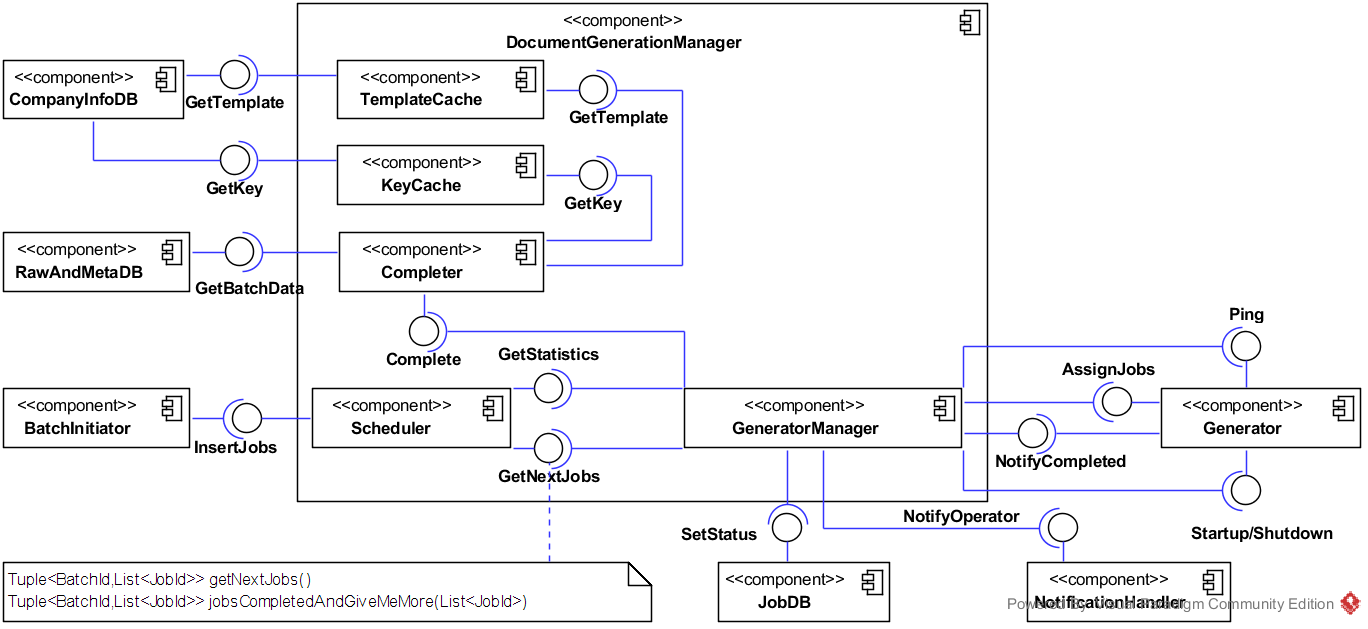 <<component>>
DocumentGenerationManager
<<component>>
CompanyInfoDB
GetTemplate
<<component>>
TemplateCache
GetTemplate
GetKey
<<component>>
KeyCache
GetKey
<<component>>
RawAndMetaDB
GetBatchData
<<component>>
Completer
Complete
GetStatistics
Ping
AssignJobs
<<component>>
BatchInitiator
InsertJobs
<<component>>
Scheduler
GetNextJobs
<<component>>
GeneratorManager
NotifyCompleted
<<component>>
Generator
SetStatus
NotifyOperator
Startup/Shutdown
Tuple<BatchId,List<JobId>> getNextJobs()
Tuple<BatchId,List<JobId>> jobsCompletedAndGiveMeMore(List<JobId>)
<<component>>
JobDB
<<component>>
NotificationHandler
Powered By Visual Paradigm Community Edition